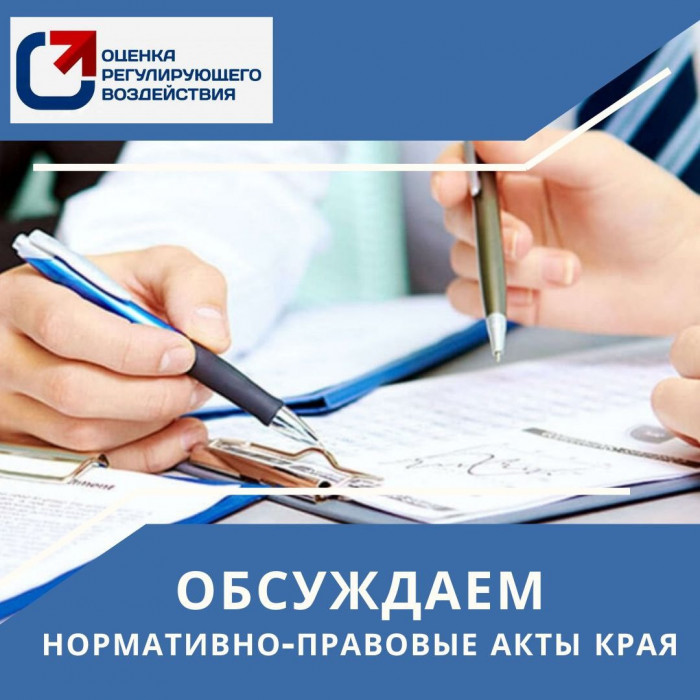 ОЦЕНКА
РЕГУЛИРУЮЩЕГО
ВОЗДЕЙСТВИЯ
ОБСУЖДАЕМ
НОРМАТИВНО-ПРАВОВЫЕ АКТЫ КРАЯ